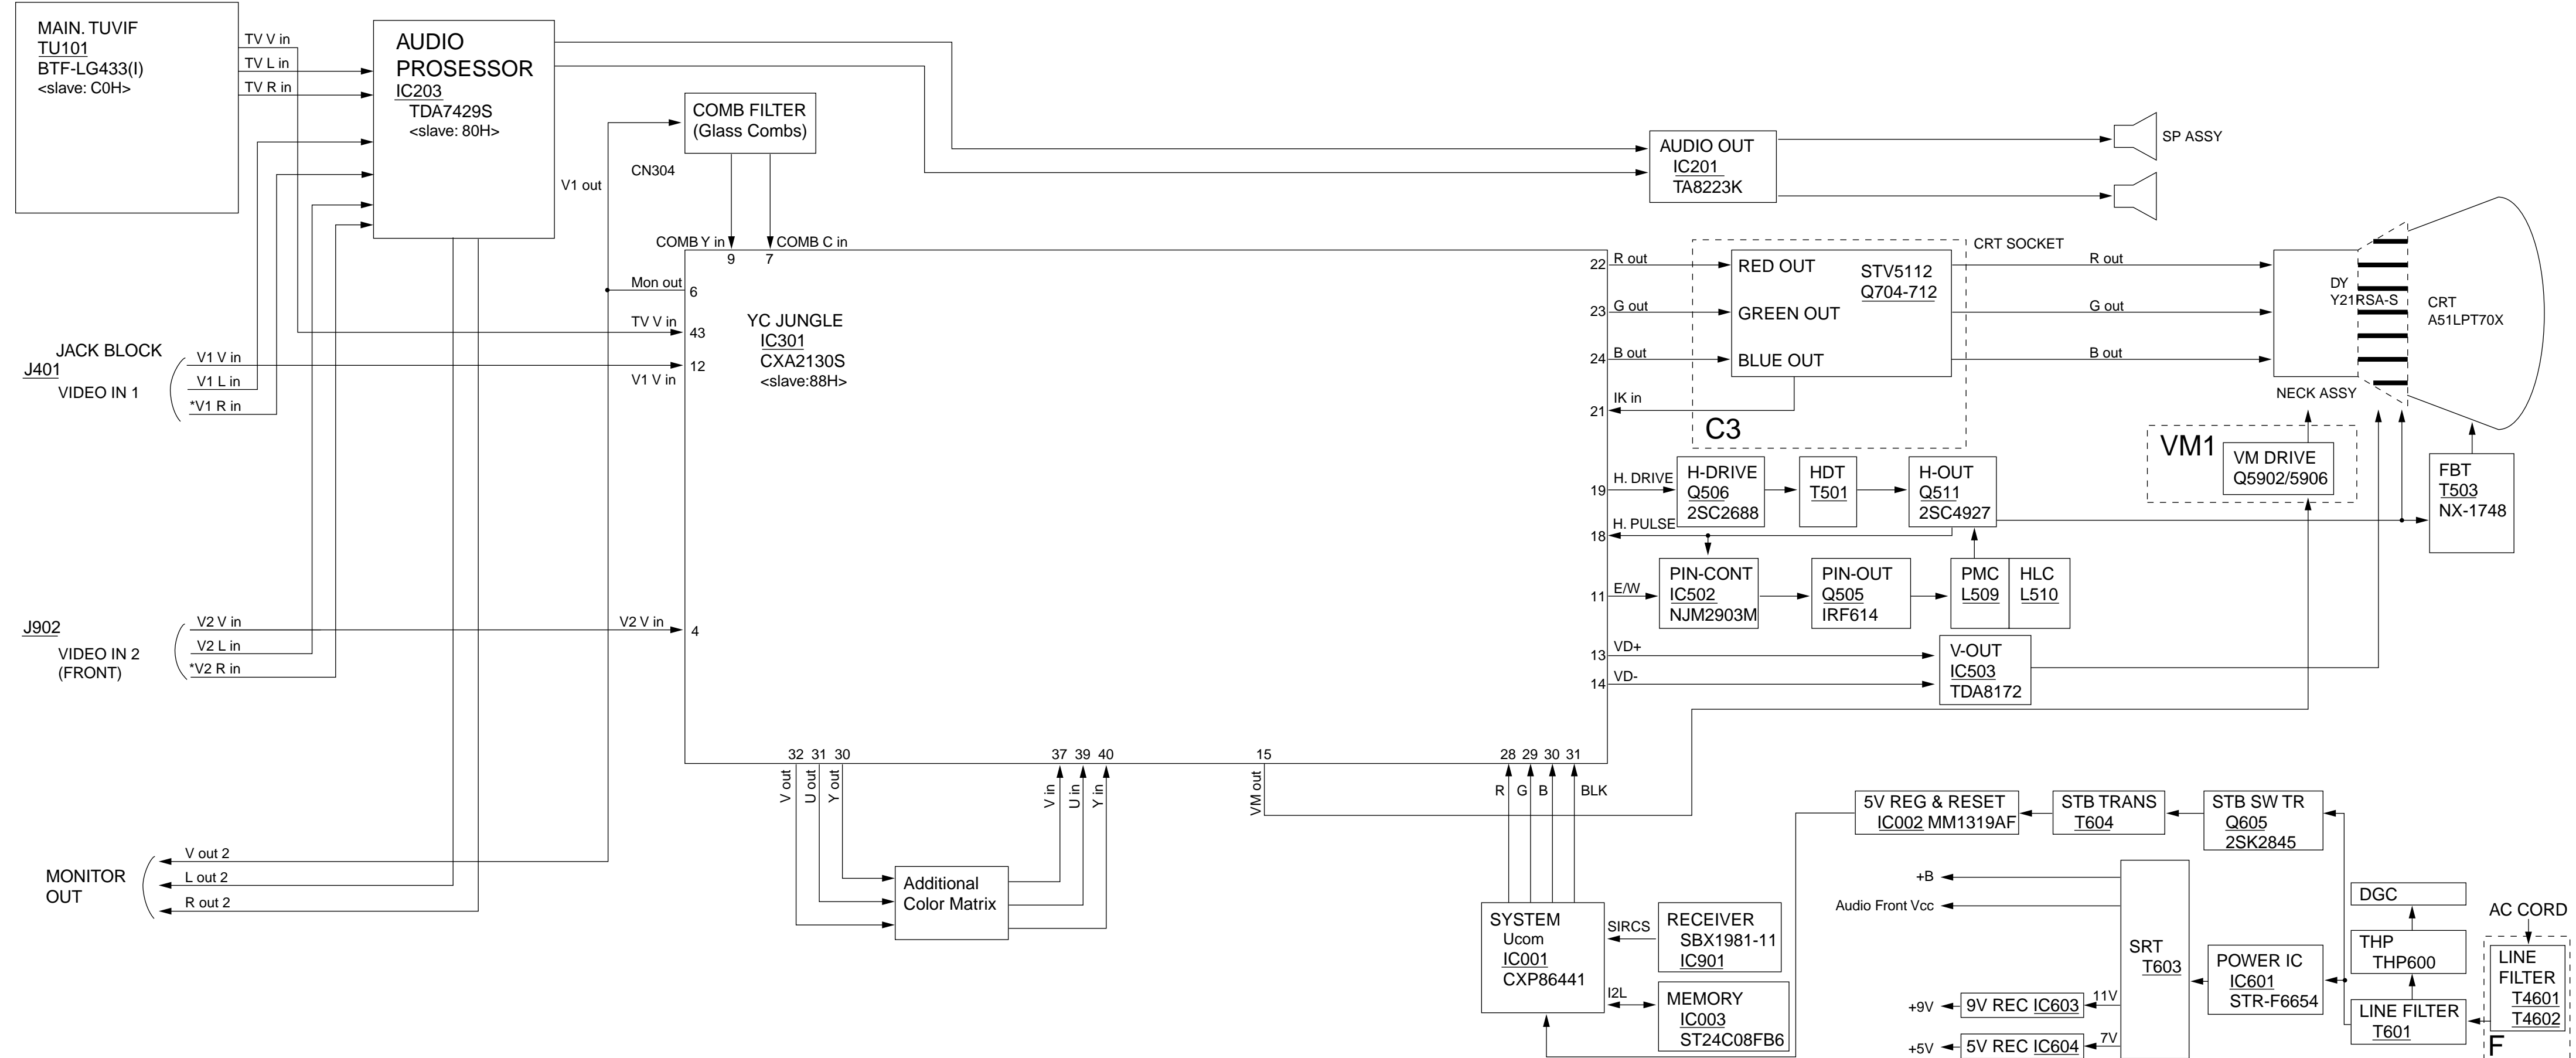 MAIN. TUVIF
TU101
BTF-LG433(I)
<slave: C0H>
TV V in
TV L in
TV R in
AUDIO
PROSESSOR
IC203
TDA7429S
<slave: 80H>
COMB FILTER
(Glass Combs)
CN304
V1 out
COMB Y in
COMB C in
9
7
Mon out
6
TV V in
43
12
V1 V in
YC JUNGLE
IC301
CXA2130S
<slave:88H>
JACK BLOCK
J401
VIDEO IN 1
V1 V in
V1 L in
*V1 R in
J902
VIDEO IN 2
(FRONT)
V2 V in
V2 L in
*V2 R in
V2 V in
4
MONITOR
OUT
V out 2
L out 2
R out 2
AUDIO OUT
IC201
TA8223K
SP ASSY
22
R out
23
G out
24
B out
21
IK in
RED OUT
GREEN OUT
BLUE OUT
STV5112
Q704-712
C3
CRT SOCKET
R out
G out
B out
DY
Y21RSA-S
CRT
A51LPT70X
NECK ASSY
VM1
VM DRIVE
Q5902/5906
FBT
T503
NX-1748
19
H. DRIVE
H-DRIVE
Q506
2SC2688
HDT
T501
H-OUT
Q511
2SC4927
18
H. PULSE
11
E/W
PIN-CONT
IC502
NJM2903M
PIN-OUT
Q505
IRF614
PMC
L509
HLC
L510
13
VD+
14
VD-
V-OUT
IC503
TDA8172
32
31
30
V out
U out
Y out
37
39
40
V in
U in
Y in
15
VM out
28
29
30
31
R
G
B
BLK
Additional
Color Matrix
SYSTEM
Ucom
IC001
CXP86441
SIRCS
RECEIVER
SBX1981-11
IC901
I2L
MEMORY
IC003
ST24C08FB6
5V REG & RESET
IC002 MM1319AF
STB TRANS
T604
STB SW TR
Q605
2SK2845
+B
Audio Front Vcc
SRT
T603
POWER IC
IC601
STR-F6654
DGC
THP
THP600
LINE FILTER
T601
AC CORD
LINE
FILTER
T4601
T4602
F
+9V
9V REC IC603
11V
+5V
5V REC IC604
7V